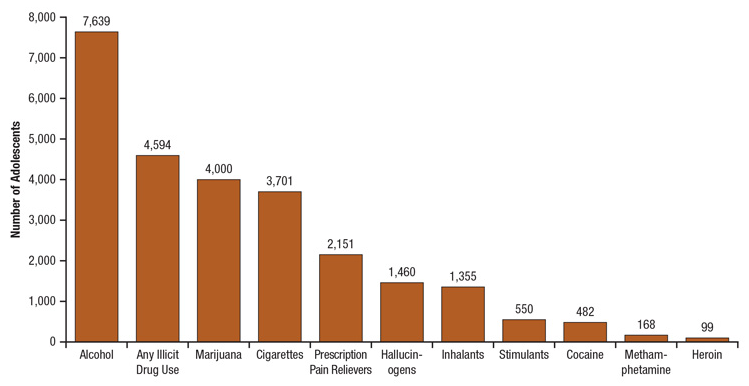 8,000
7,639
7,000
6,000
5,000
4,594
4,000
4,000
3,701
3,000
2,151
2,000
1,460
1,355
1,000
550
482
168
99
0
Number of Adolescents
Alcohol
Any Illicit
Drug Use
Marijuana
Cigarettes
Prescription
Pain Relievers
Hallucin-
ogens
Inhalants
Stimulants
Cocaine
Metham-
phetamine
Heroin